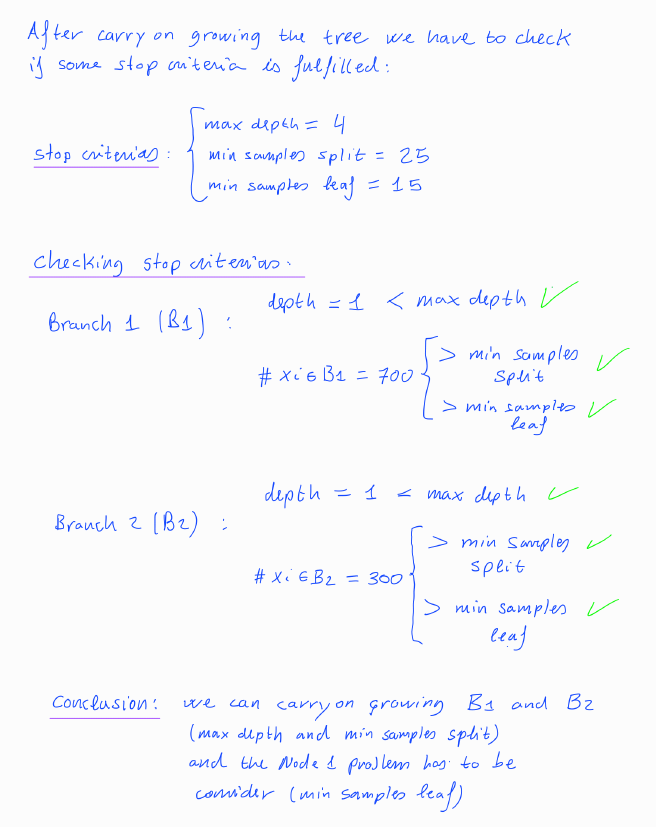 After carry on growing the tree we have to check
if some stop criteria is fulfilled:
stop criterias : { max depth = 4
min samples split = 25
min samples leaf = 15
Checking stop criterias.
Branch 1 (B1) : depth = 1 < max depth ✓
# xi ∈ B1 = 700 { > min samples split ✓
> min samples leaf ✓
Branch 2 (B2) : depth = 1 < max depth ✓
# xi ∈ B2 = 300 { > min samples split ✓
> min samples leaf ✓
Conclusion: we can carry on growing B1 and B2
(max depth and min samples split)
and the Node 1 problem has to be
consider (min samples leaf)